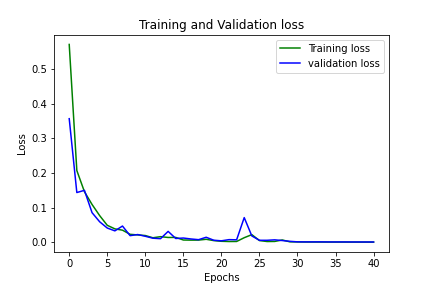 Training and Validation loss
Training loss
validation loss
0.5
0.4
0.3
0.2
0.1
0.0
Loss
0 5 10 15 20 25 30 35 40
Epochs